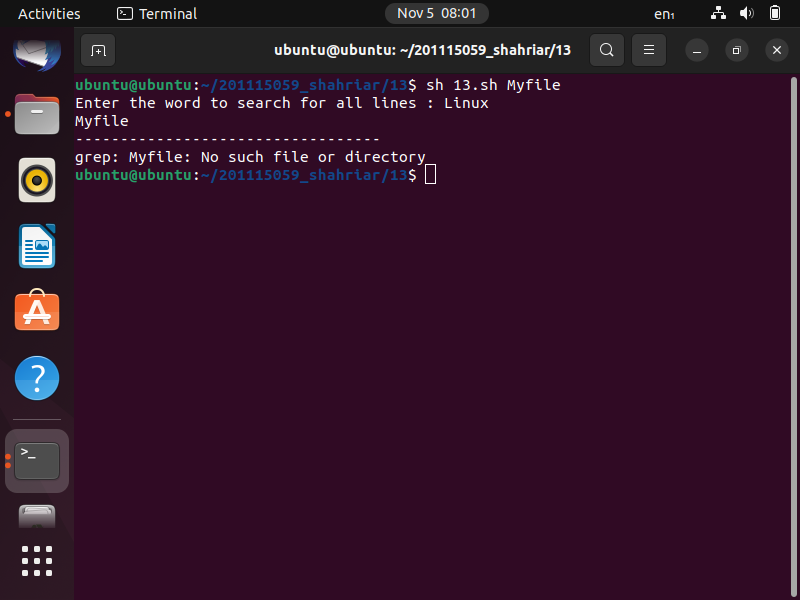 Activities
Terminal
Nov 5 08:01
en₁
ubuntu@ubuntu: ~/201115059_shahriar/13
ubuntu@ubuntu:~/201115059_shahriar/13$ sh 13.sh Myfile
Enter the word to search for all lines : Linux
Myfile
----------------------------------
grep: Myfile: No such file or directory
ubuntu@ubuntu:~/201115059_shahriar/13$